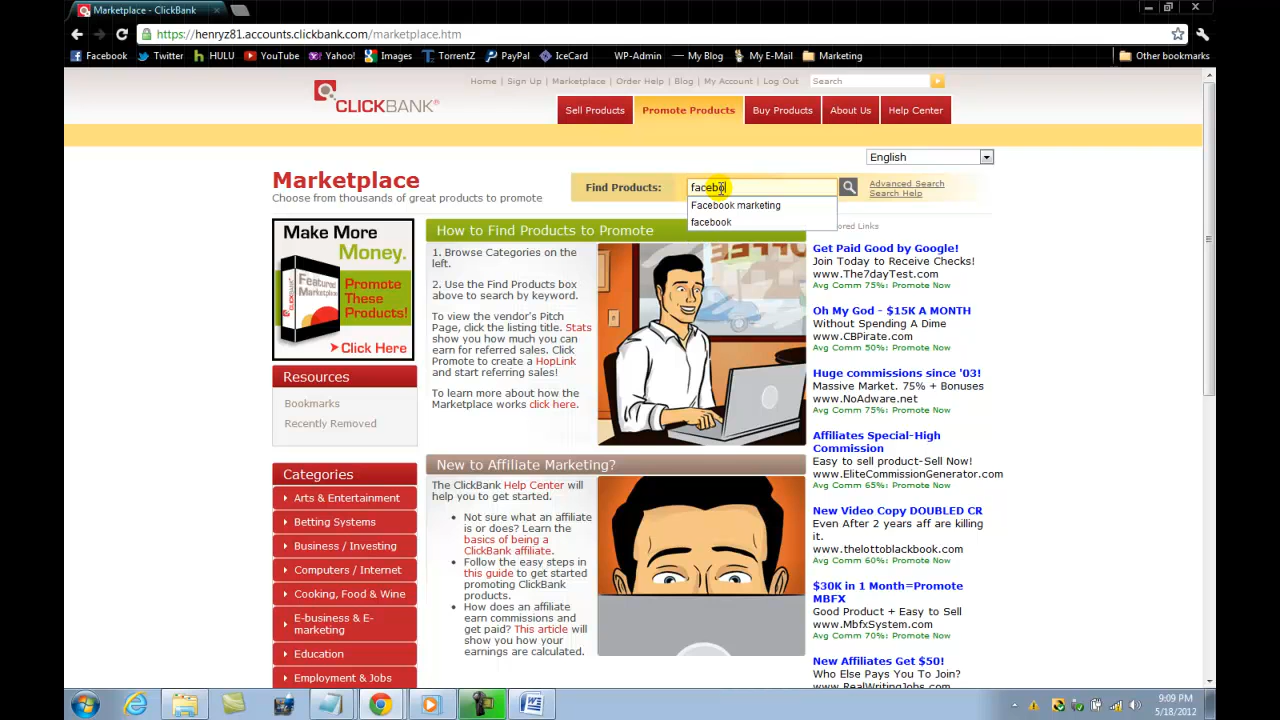 Marketplace - ClickBank
https://henryz81.accounts.clickbank.com/marketplace.htm
Facebook Twitter HULU YouTube Yahoo! Images TorrentZ PayPal IceCard WP-Admin My Blog My E-Mail Marketing Other bookmarks
Home | Sign Up | Marketplace | Order Help | Blog | My Account | Log Out Search
CLICKBANK®
Sell Products Promote Products Buy Products About Us Help Center
English
Marketplace
Choose from thousands of great products to promote
Find Products: facebo
Advanced Search
Search Help
Facebook marketing
facebook
Make More
Money.
Featured
Marketplace
Promote
These
Products!
Click Here
Resources
Bookmarks
Recently Removed
Categories
Arts & Entertainment
Betting Systems
Business / Investing
Computers / Internet
Cooking, Food & Wine
E-business & E-
marketing
Education
Employment & Jobs
How to Find Products to Promote
1. Browse Categories on the
left.
2. Use the Find Products box
above to search by keyword.
To view the vendor's Pitch
Page, click the listing title. Stats
show you how much you can
earn for referred sales. Click
Promote to create a HopLink
and start referring sales!
To learn more about how the
Marketplace works click here.
New to Affiliate Marketing?
The ClickBank Help Center will
help you to get started.
Not sure what an affiliate
is or does? Learn the
basics of being a
ClickBank affiliate.
Follow the easy steps in
this guide to get started
promoting ClickBank
products.
How does an affiliate
earn commissions and
get paid? This article will
show you how your
earnings are calculated.
Links
Get Paid Good by Google!
Join Today to Receive Checks!
www.The7dayTest.com
Avg Comm 75%: Promote Now
Oh My God - $15K A MONTH
Without Spending A Dime
www.CBPirate.com
Avg Comm 50%: Promote Now
Huge commissions since '03!
Massive Market. 75% + Bonuses
www.NoAdware.net
Avg Comm 75%: Promote Now
Affiliates Special-High
Commission
Easy to sell product-Sell Now!
www.EliteCommissionGenerator.com
Avg Comm 65%: Promote Now
New Video Copy DOUBLED CR
Even After 2 years aff are killing
it.
www.thelottoblackbook.com
Avg Comm 60%: Promote Now
$30K in 1 Month=Promote
MBFX
Good Product + Easy to Sell
www.MbfxSystem.com
Avg Comm 70%: Promote Now
New Affiliates Get $50!
Who Else Pays You To Join?
www.RealWritingJobs.com
9:09 PM
5/18/2012